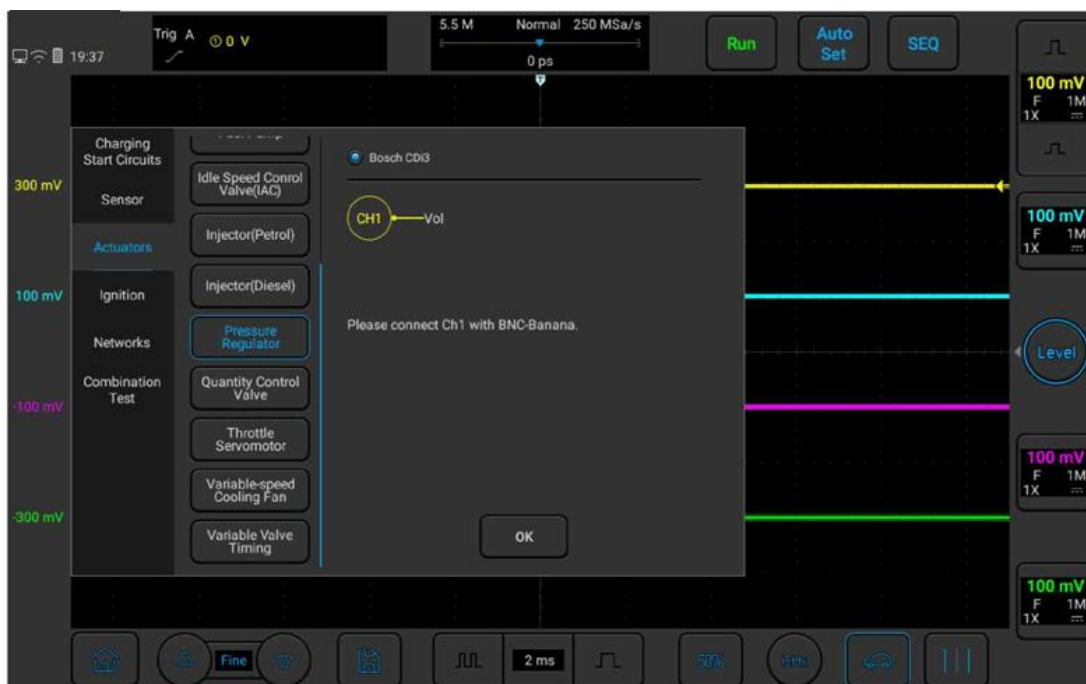 19:37
Trig A ① 0 V
5.5 M Normal 250 MSa/s
0 ps
T
Run
Auto
Set
SEQ
100 mV
F 1M
1X
300 mV
100 mV
-100 mV
-300 mV
Charging
Start Circuits
Sensor
Actuators
Ignition
Networks
Combination
Test
Idle Speed Conrol
Valve(IAC)
Injector(Petrol)
Injector(Diesel)
Pressure
Regulator
Quantity Control
Valve
Throttle
Servomotor
Variable-speed
Cooling Fan
Variable Valve
Timing
Bosch CDi3
CH1 Vol
Please connect Ch1 with BNC-Banana.
OK
100 mV
F 1M
1X
Level
100 mV
F 1M
1X
100 mV
F 1M
1X
Fine
2 ms
50%